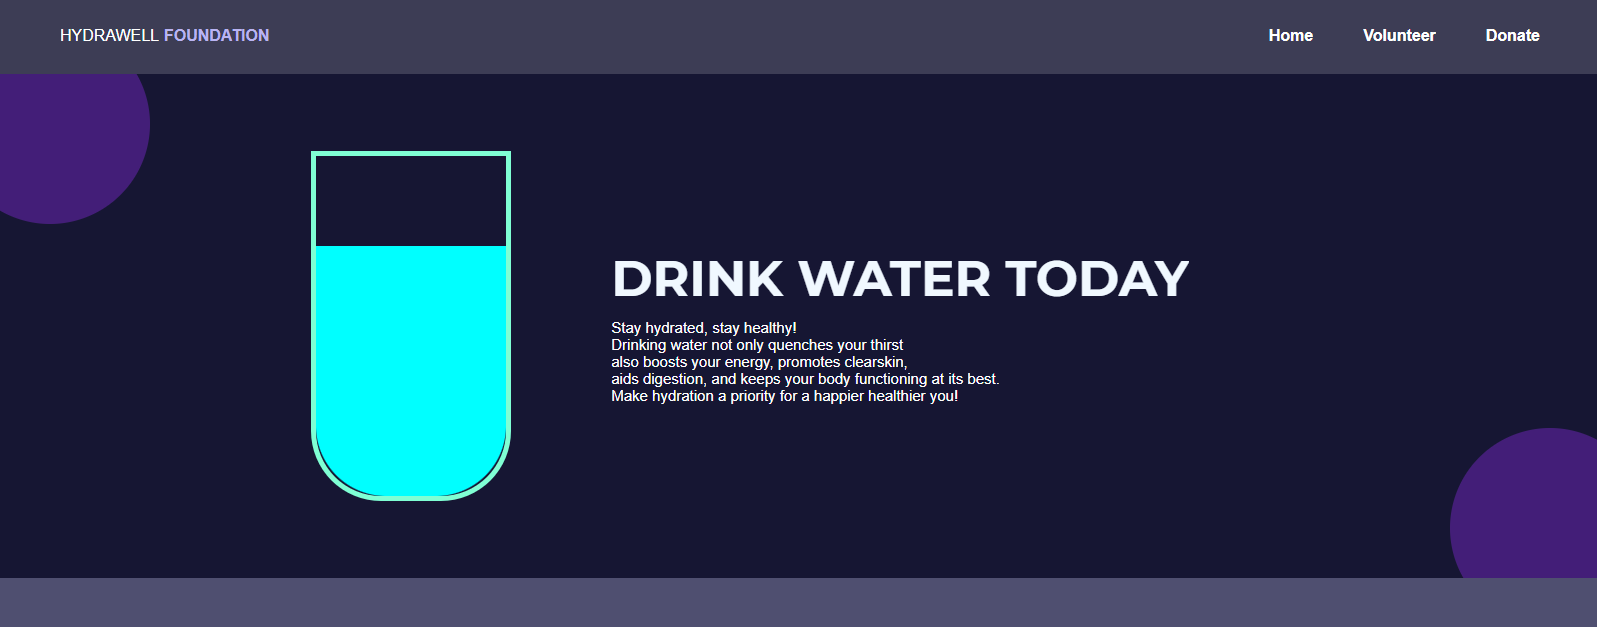 HYDRAWELL FOUNDATION
Home Volunteer Donate
DRINK WATER TODAY
Stay hydrated, stay healthy!
Drinking water not only quenches your thirst
also boosts your energy, promotes clearskin,
aids digestion, and keeps your body functioning at its best.
Make hydration a priority for a happier healthier you!